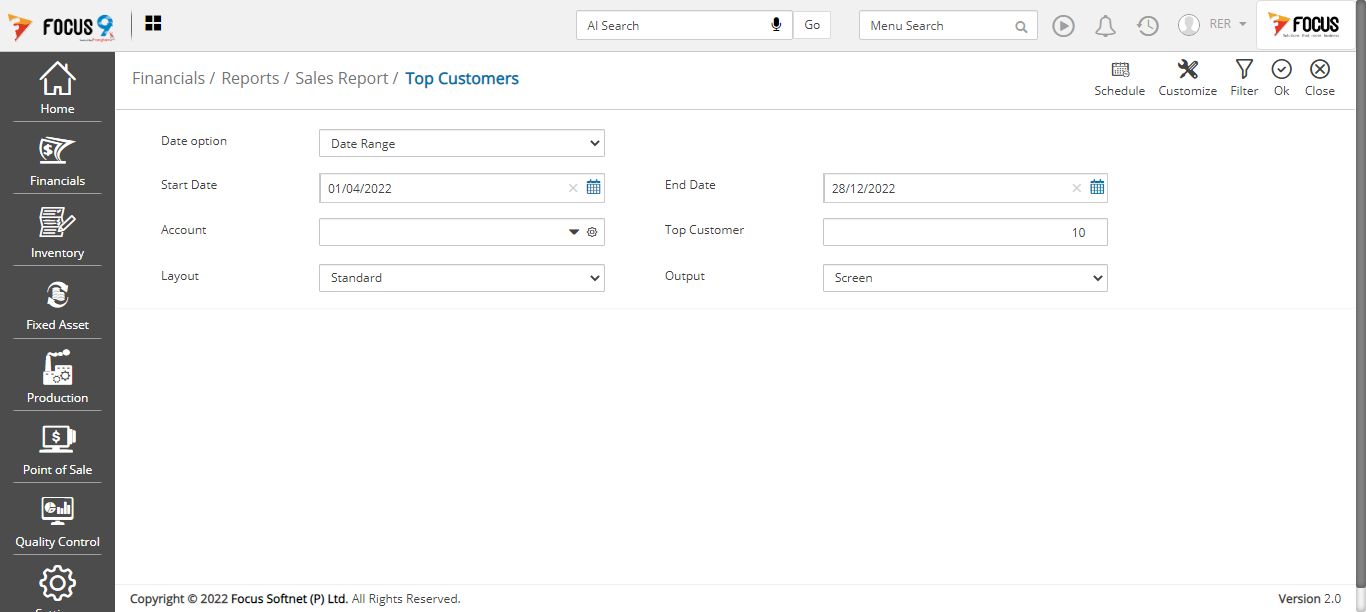 FOCUS 9
AI Search
Go
Menu Search
RER
FOCUS
Financials / Reports / Sales Report / Top Customers
Schedule
Customize
Filter
Ok
Close
Home
Financials
Inventory
Fixed Asset
Production
Point of Sale
Quality Control
Date option
Date Range
Start Date
01/04/2022
End Date
28/12/2022
Account
Top Customer
10
Layout
Standard
Output
Screen
Copyright © 2022 Focus Softnet (P) Ltd. All Rights Reserved.
Version 2.0